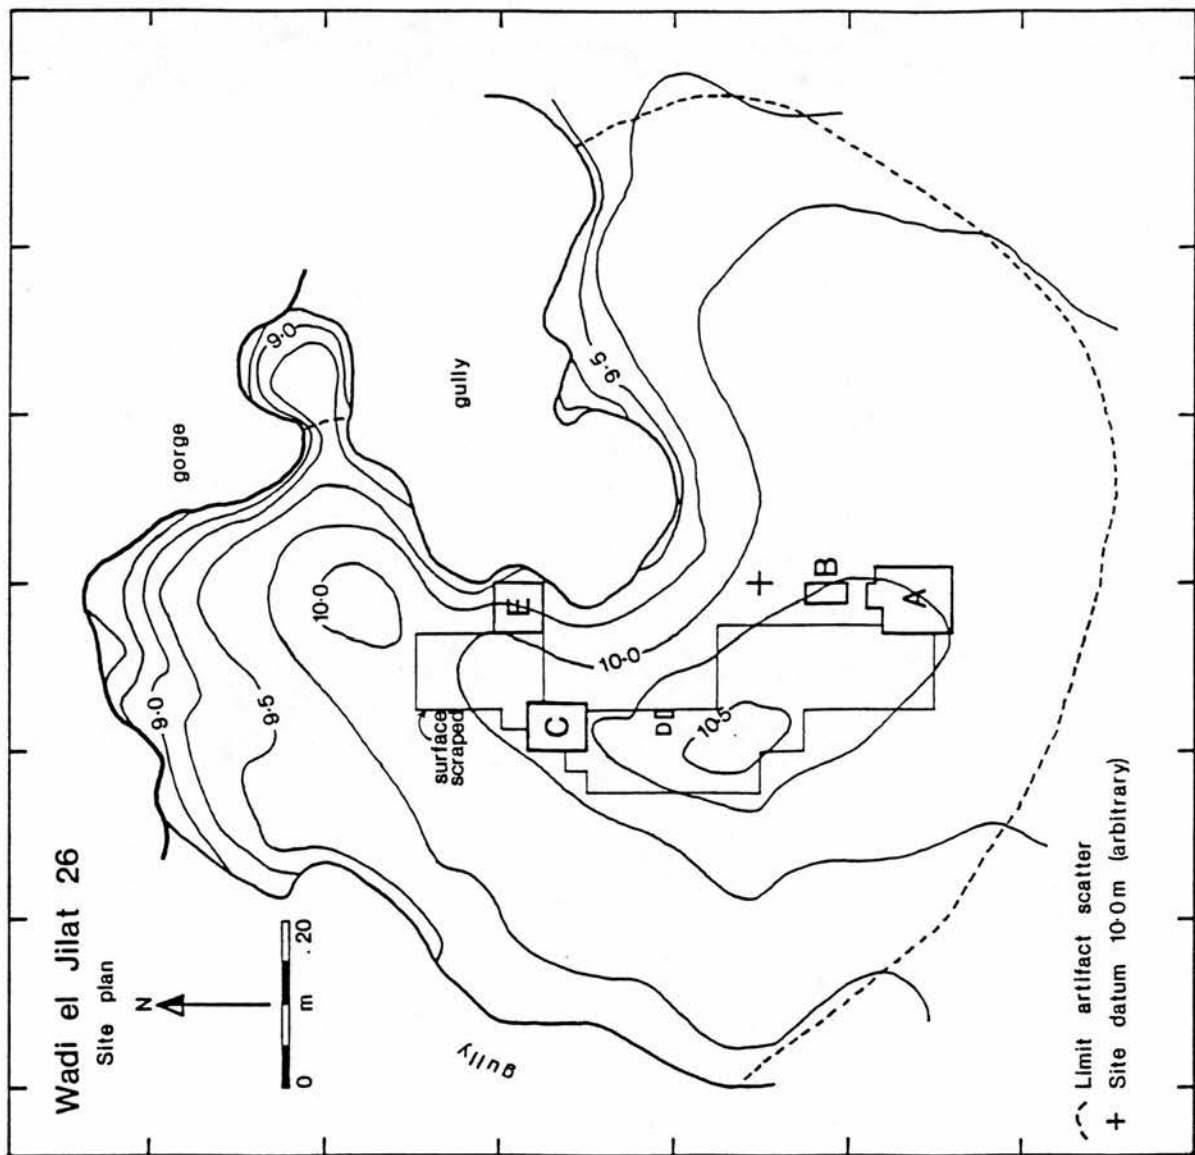 Wadi el Jilat 26
Site plan
N
0 m 20
gorge
gully
gully
9·0
9·0
9·5
9·5
10·0
10·0
10·5
surface
scraped
E
C
D
B
A
Limit artifact scatter
+ Site datum 10·0m (arbitrary)